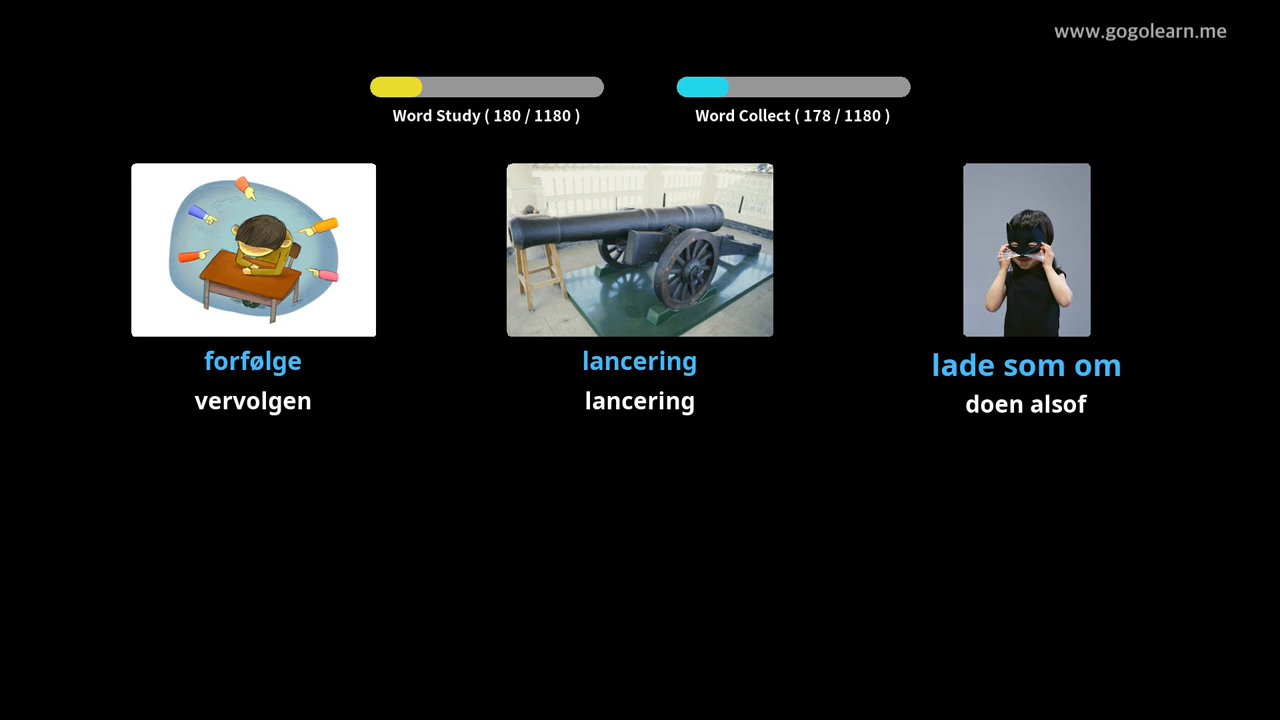 www.gogolearn.me
Word Study ( 180 / 1180 )
Word Collect ( 178 / 1180 )
forfølge
vervolgen
lancering
lancering
lade som om
doen alsof